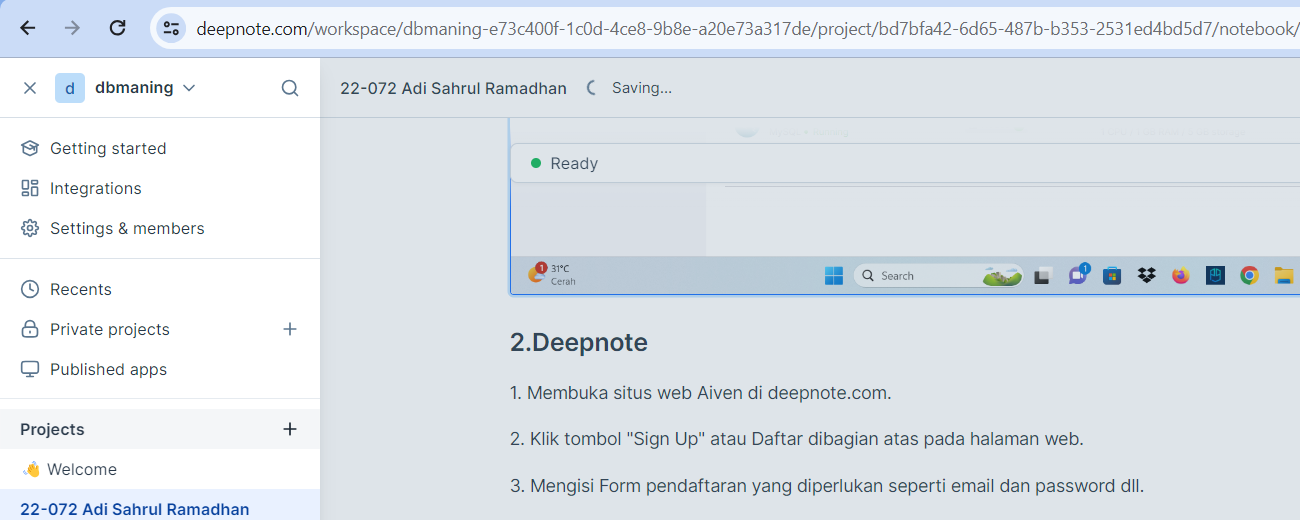 deepnote.com/workspace/dbmaning-e73c400f-1c0d-4ce8-9b8e-a20e73a317de/project/bd7bfa42-6d65-487b-b353-2531ed4bd5d7/notebook/
d dbmaning
22-072 Adi Sahrul Ramadhan Saving...
Getting started
Integrations
Settings & members
Recents
Private projects
Published apps
Projects
Welcome
22-072 Adi Sahrul Ramadhan
Ready
1
31°C
Cerah
Search
1
2.Deepnote
1. Membuka situs web Aiven di deepnote.com.
2. Klik tombol "Sign Up" atau Daftar dibagian atas pada halaman web.
3. Mengisi Form pendaftaran yang diperlukan seperti email dan password dll.